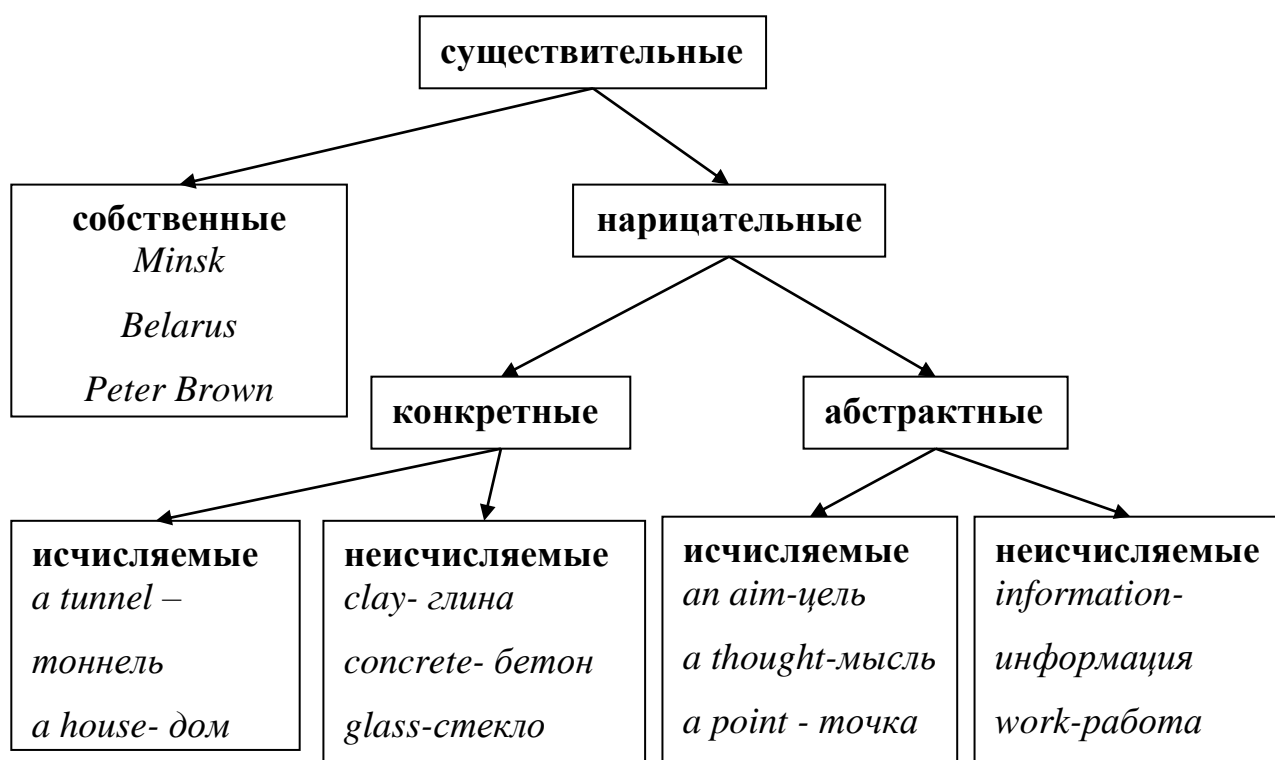 существительные
собственные
Minsk
Belarus
Peter Brown
нарицательные
конкретные
абстрактные
исчисляемые
a tunnel –
тоннель
a house- дом
неисчисляемые
clay- глина
concrete- бетон
glass-стекло
исчисляемые
an aim-цель
a thought-мысль
a point - точка
неисчисляемые
information-
информация
work-работа